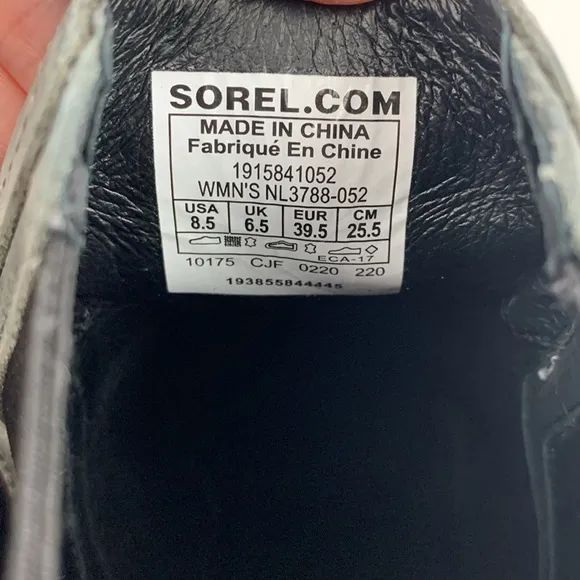 SOREL.COM
MADE IN CHINA
Fabriqué En Chine
1915841052
WMN'S NL3788-052
USA UK EUR CM
8.5 6.5 39.5 25.5
ECA-17
10175 CJF 0220 220
193855844445